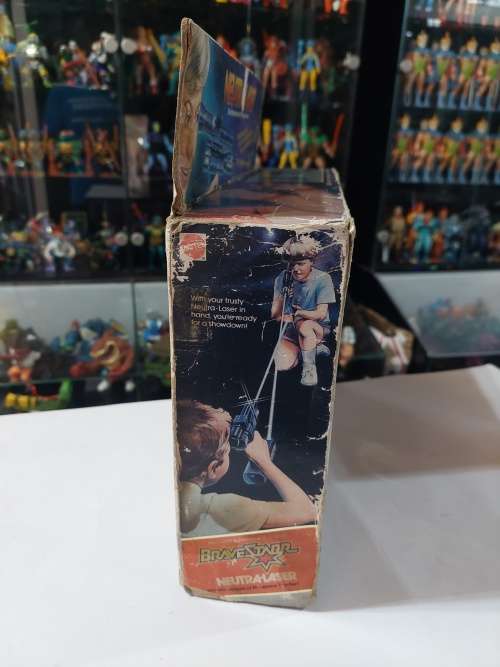 MATTEL
With your trusty
Neutra-Laser in
hand, you're ready
for a showdown!
BRAVESTARR
NEUTRA-LASER